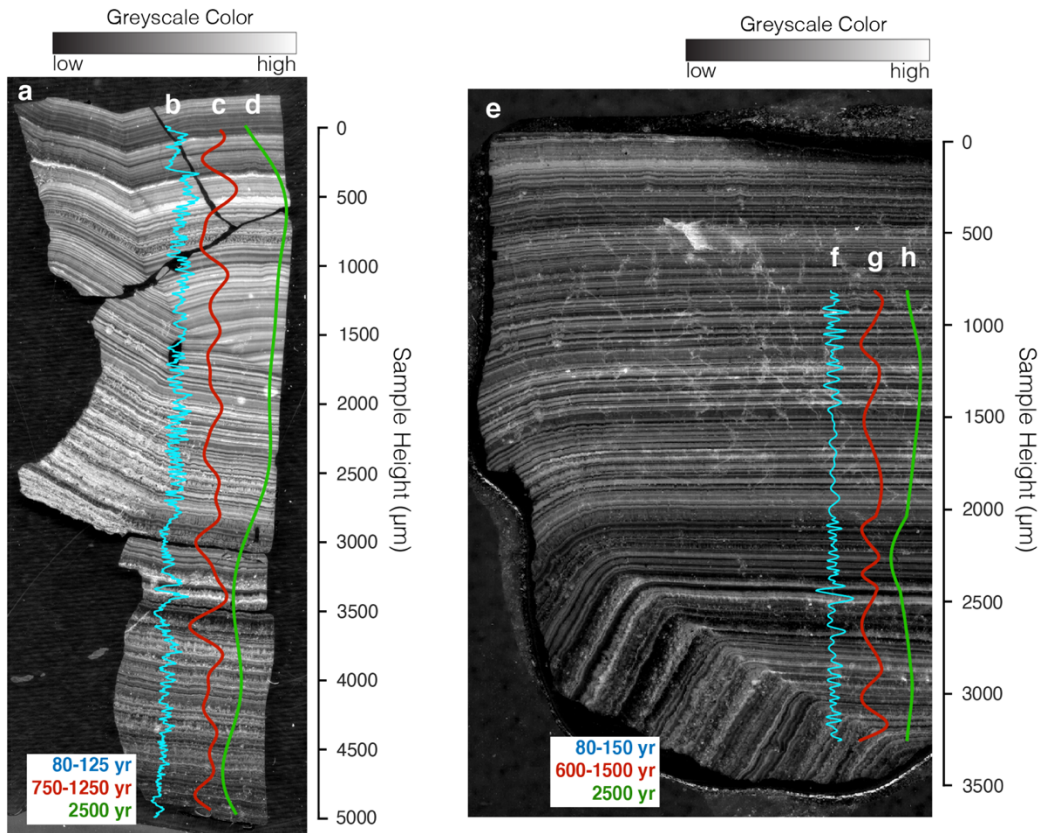 Greyscale Color
low high
a
b c d
0
500
1000
1500
2000
2500
3000
3500
4000
4500
5000
Sample Height (µm)
80-125 yr
750-1250 yr
2500 yr
Greyscale Color
low high
e
f g h
0
500
1000
1500
2000
2500
3000
3500
Sample Height (µm)
80-150 yr
600-1500 yr
2500 yr